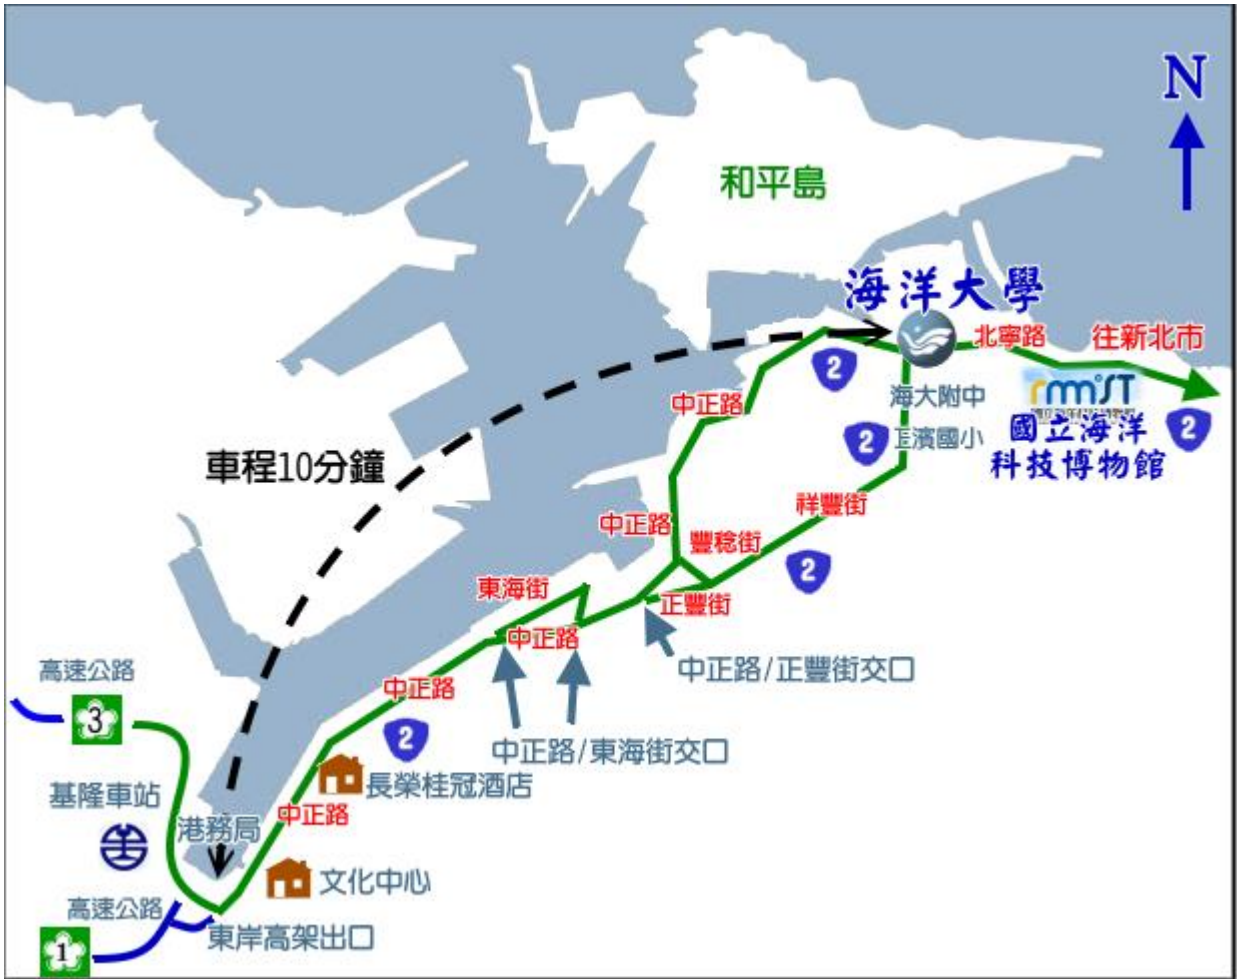 N
和平島
海洋大學
北寧路
往新北市
2
海大附中
rmmiST
中正路
2
正濱國小
國立海洋
科技博物館
2
車程10分鐘
祥豐街
中正路
豐稔街
2
東海街
正豐街
中正路
中正路/正豐街交口
高速公路
3
中正路
2
中正路/東海街交口
基隆車站
長榮桂冠酒店
中正路
港務局
文化中心
高速公路
1
東岸高架出口